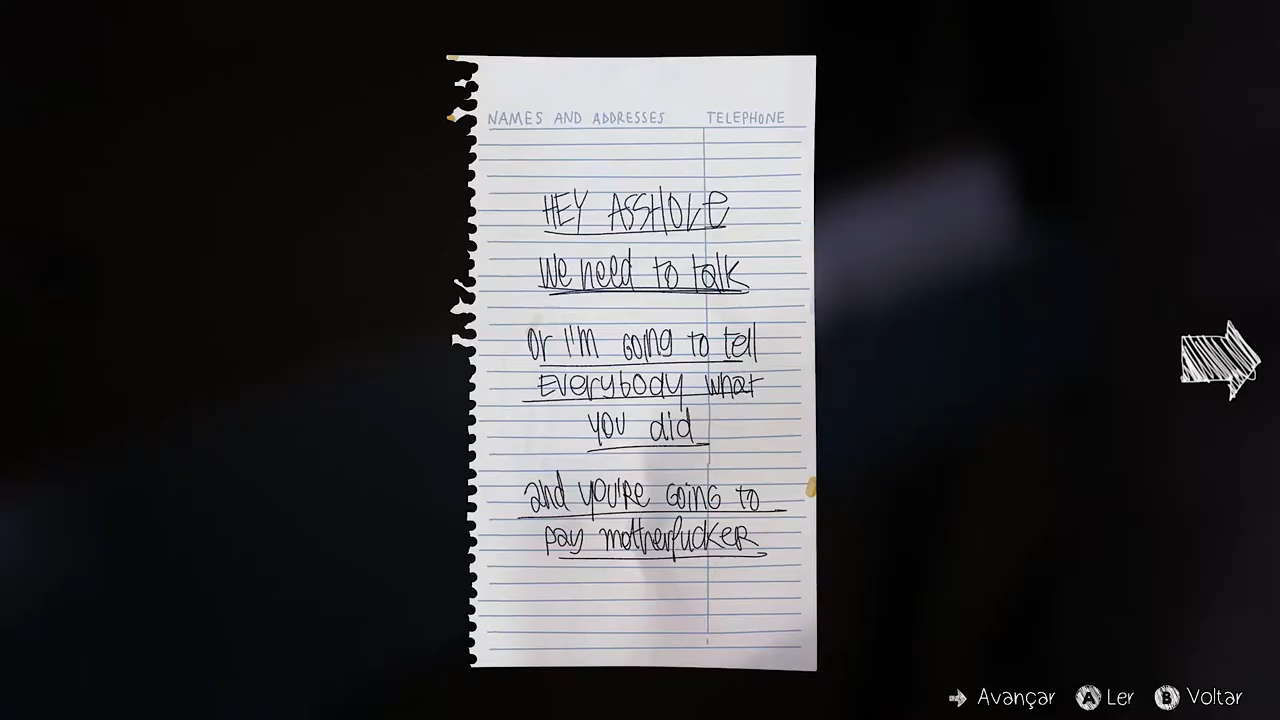 NAMES AND ADDRESSES TELEPHONE
HEY ASSHOLE
We need to talk
Or I'm going to tell
Everybody what
you did
and you're going to
pay motherfucker
Avançar A Ler B Voltar